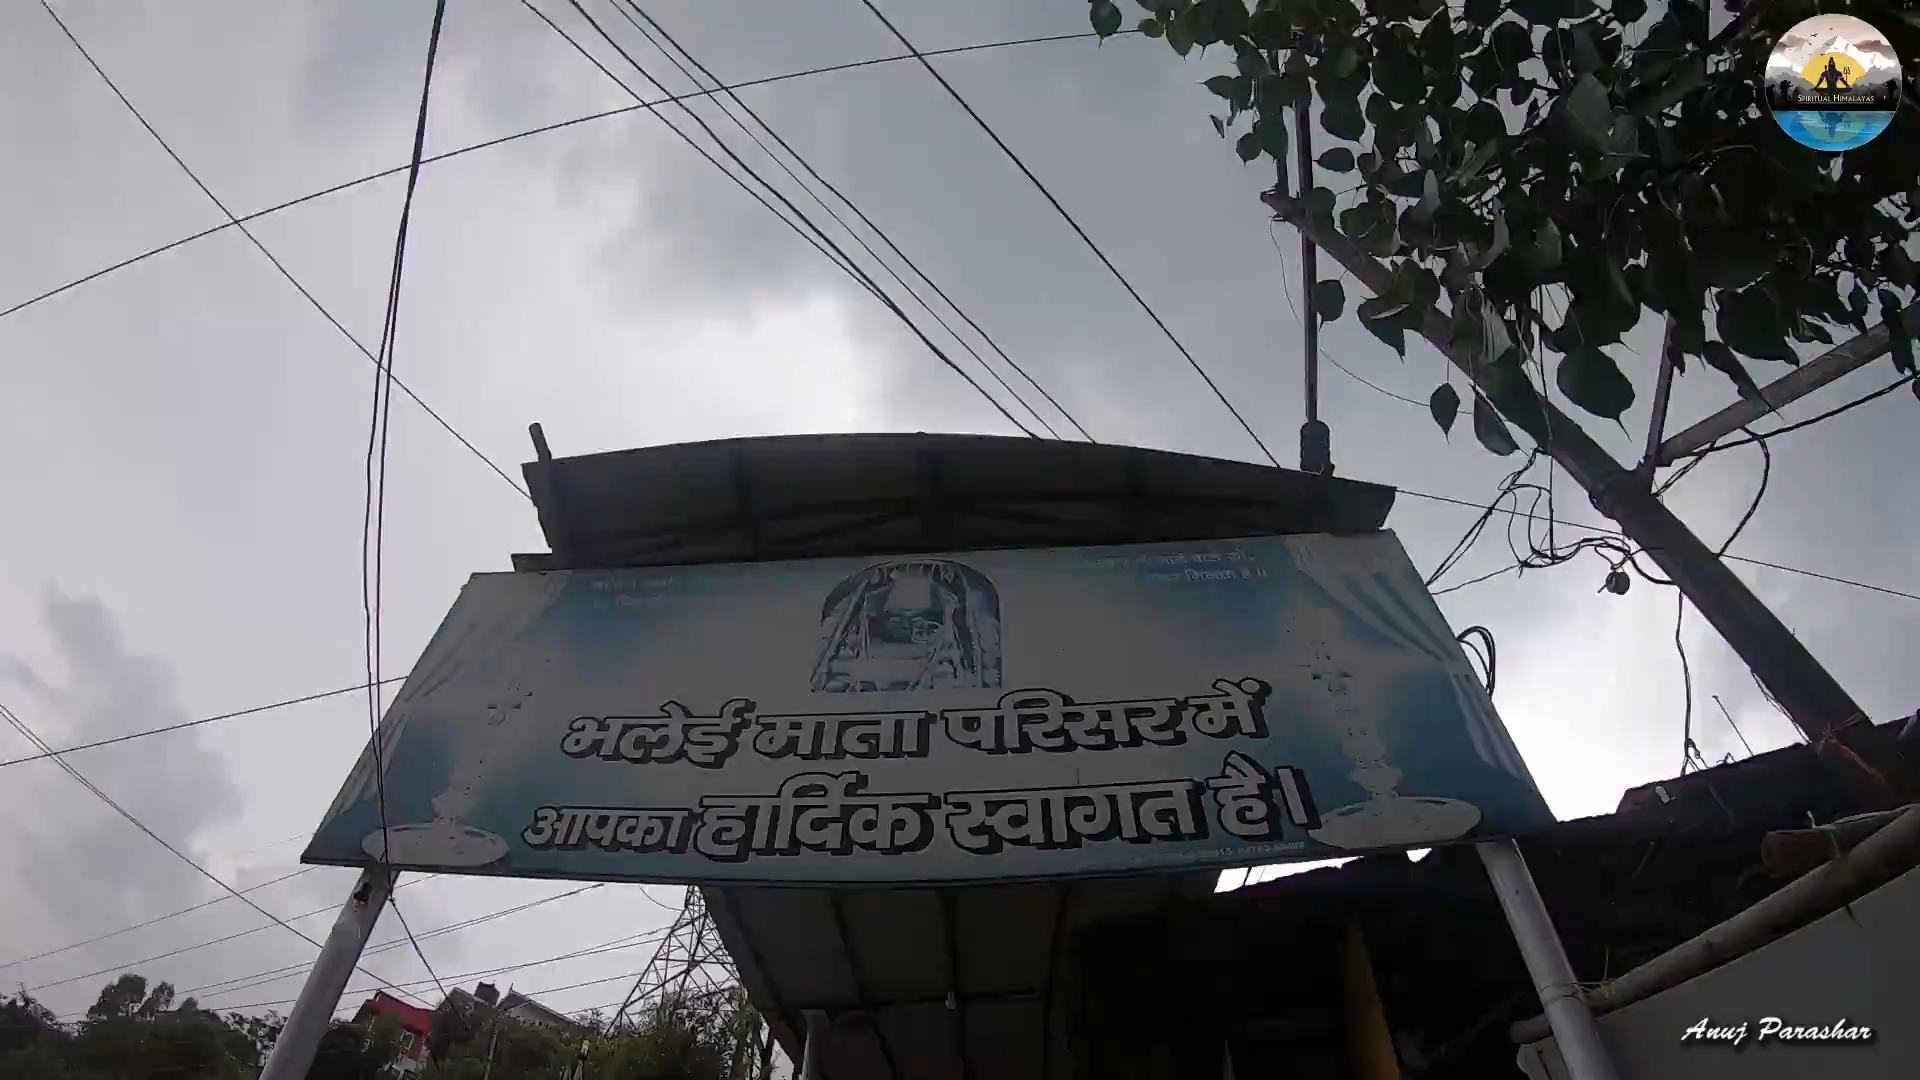 SPIRITUAL HIMALAYAS
भलेई माता परिसर में
आपका हार्दिक स्वागत है।
Anuj Parashar